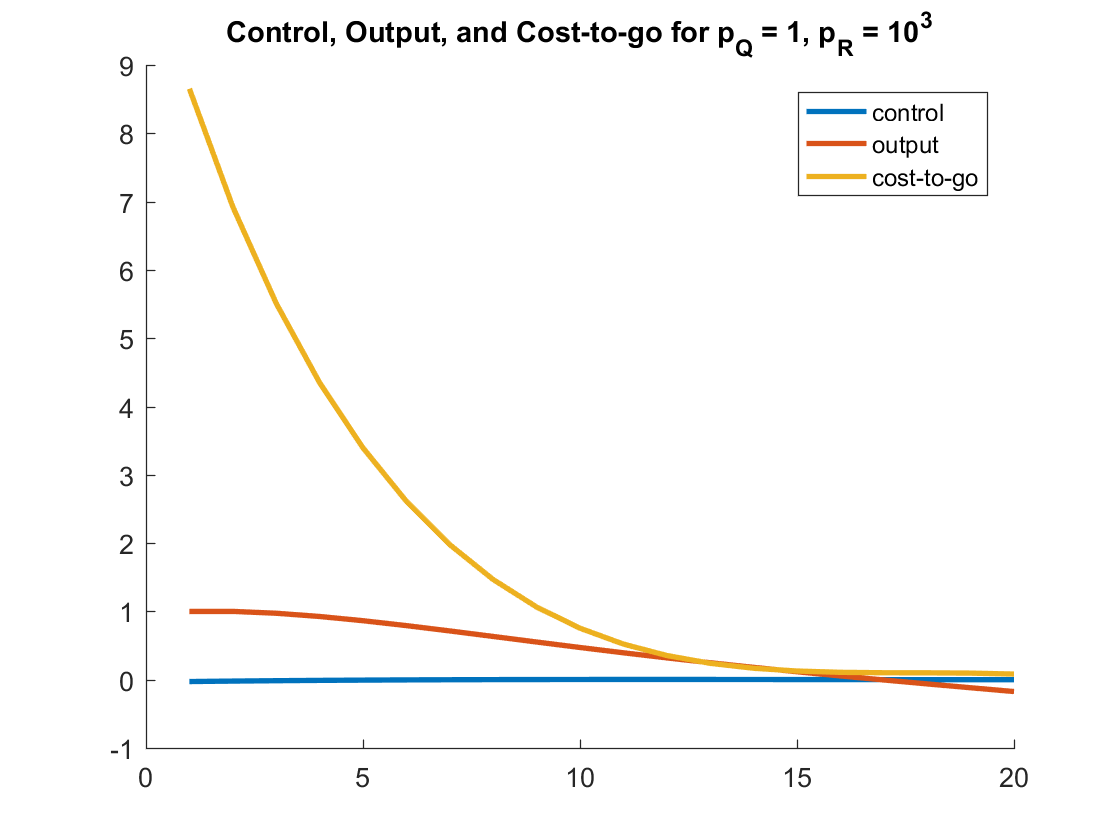 Control, Output, and Cost-to-go for p_Q = 1, p_R = 10^3
control
output
cost-to-go
9
8
7
6
5
4
3
2
1
0
-1
0 5 10 15 20